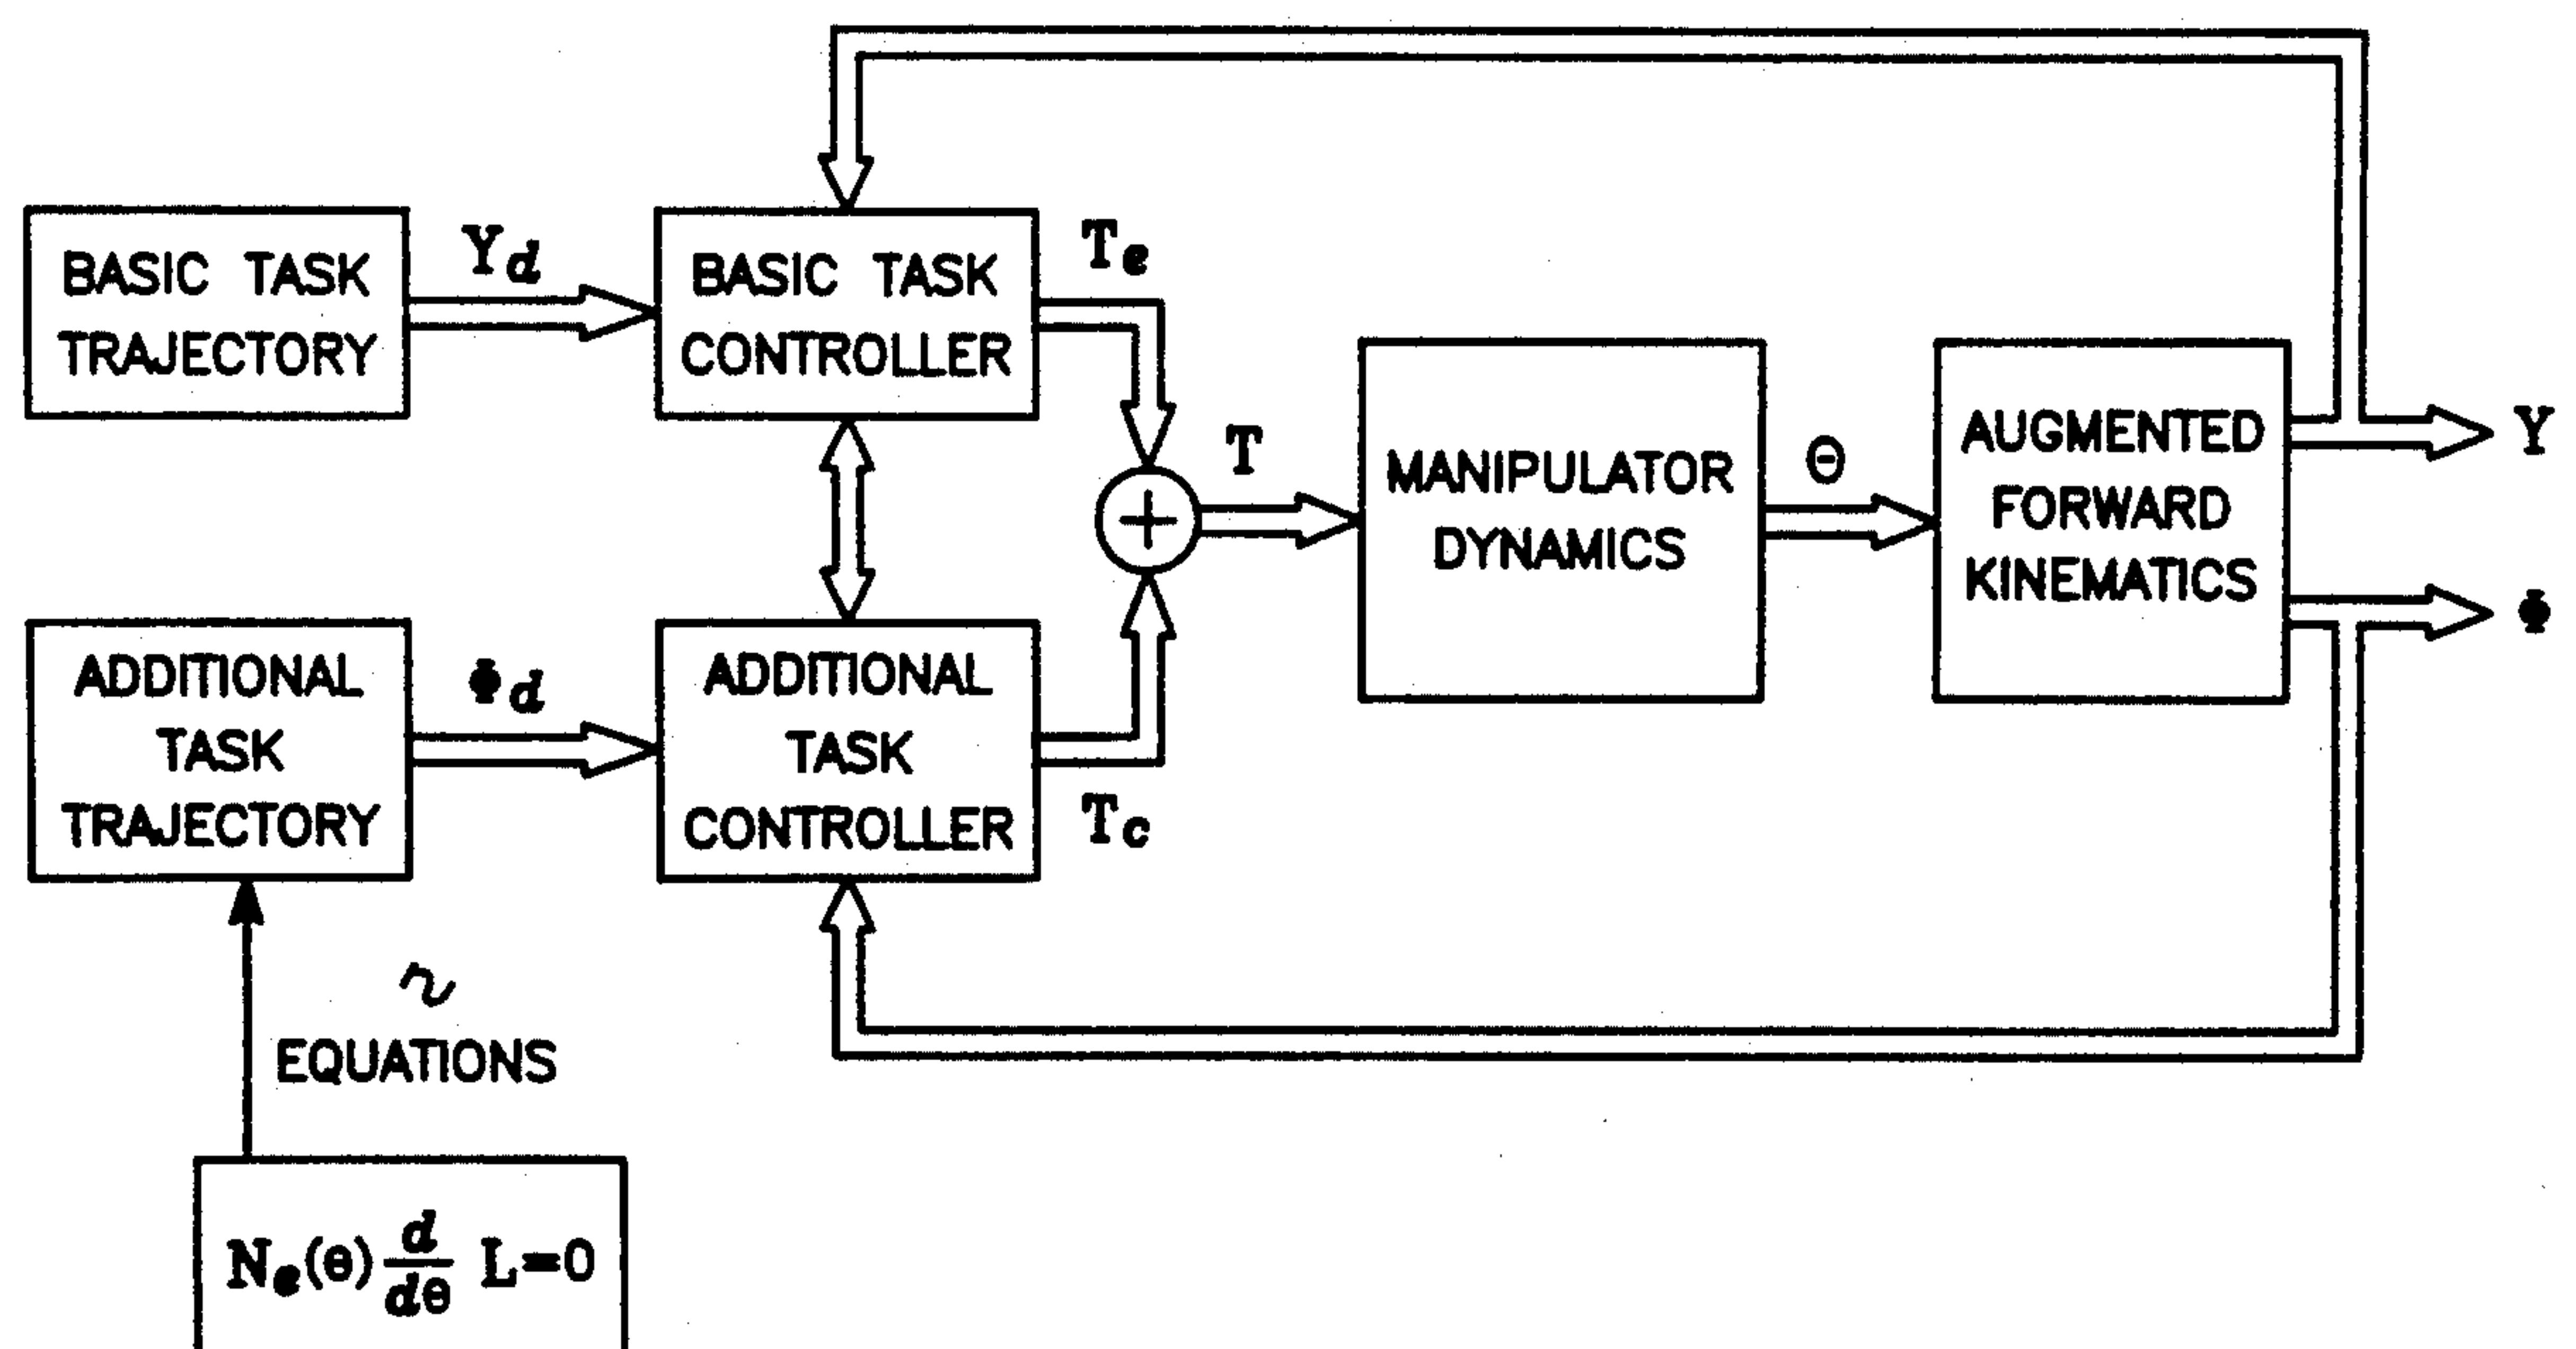 BASIC TASK
TRAJECTORY
Yd
BASIC TASK
CONTROLLER
Te
ADDITIONAL
TASK
TRAJECTORY
Φd
ADDITIONAL
TASK
CONTROLLER
Tc
+
T
MANIPULATOR
DYNAMICS
Θ
AUGMENTED
FORWARD
KINEMATICS
Y
Φ
r
EQUATIONS
Ne(θ) d/dθ L=0